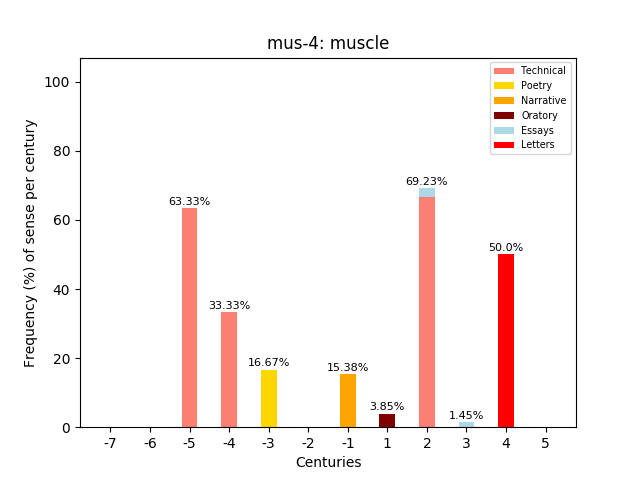 mus-4: muscle
Frequency (%) of sense per century
100
80
60
40
20
0
Technical
Poetry
Narrative
Oratory
Essays
Letters
63.33%
33.33%
16.67%
15.38%
3.85%
69.23%
1.45%
50.0%
-7 -6 -5 -4 -3 -2 -1 1 2 3 4 5
Centuries